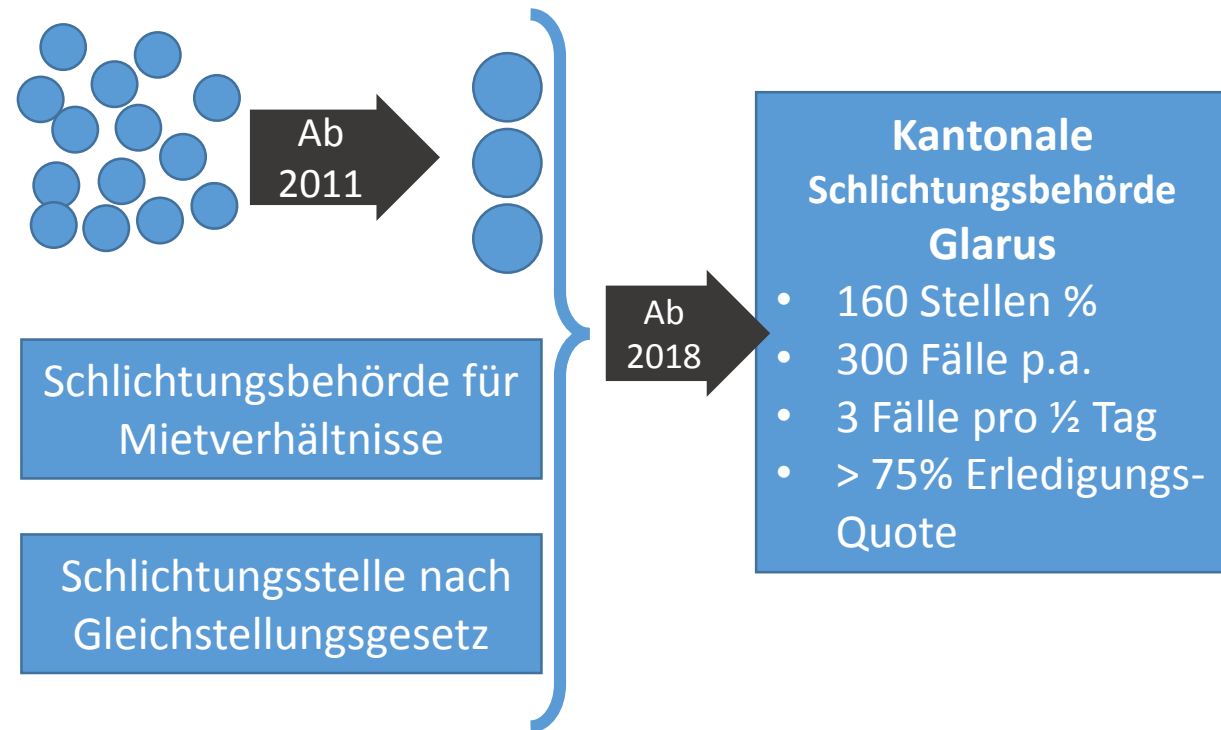 Ab
2011
Schlichtungsbehörde für
Mietverhältnisse
Schlichtungsstelle nach
Gleichstellungsgesetz
Ab
2018
Kantonale
Schlichtungsbehörde
Glarus
• 160 Stellen %
• 300 Fälle p.a.
• 3 Fälle pro ½ Tag
• > 75% Erledigungs-
Quote